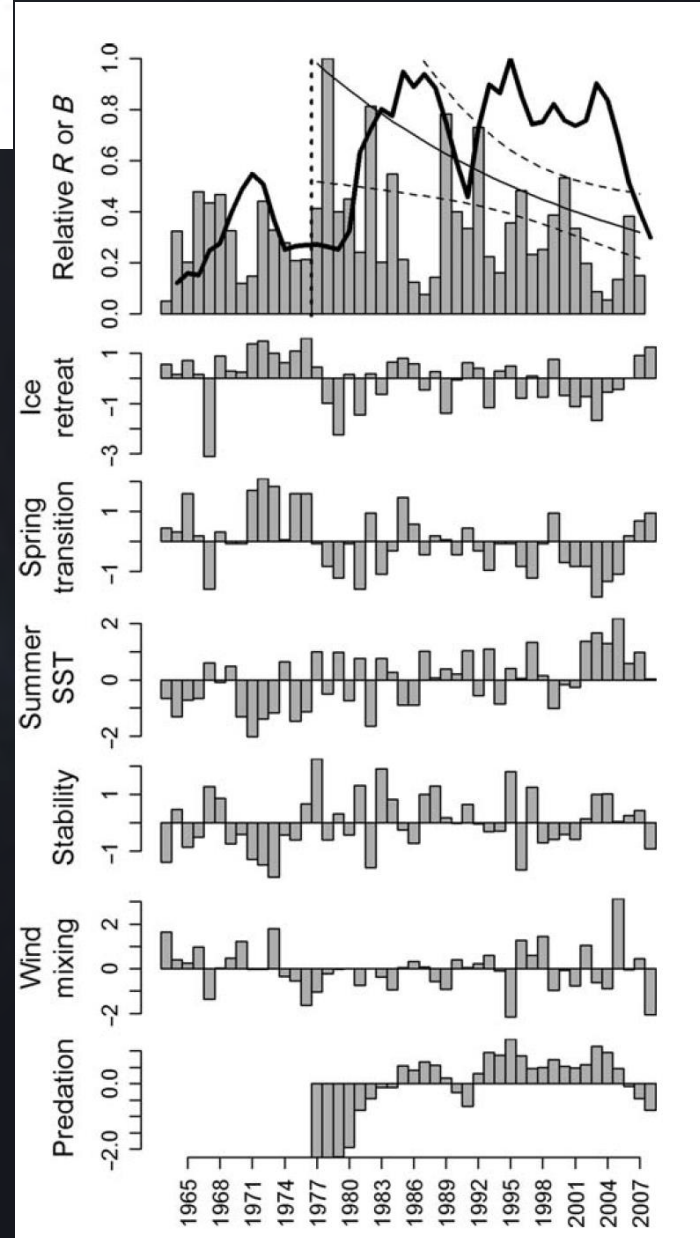 Relative R or B
0.0 0.2 0.4 0.6 0.8 1.0
Ice
retreat
-3 -1 1
Spring
transition
-1 1
Summer
SST
-2 0 2
Stability
-1 1
Wind
mixing
-2 0 2
Predation
-2.0 0.0
1965 1968 1971 1974 1977 1980 1983 1986 1989 1992 1995 1998 2001 2004 2007